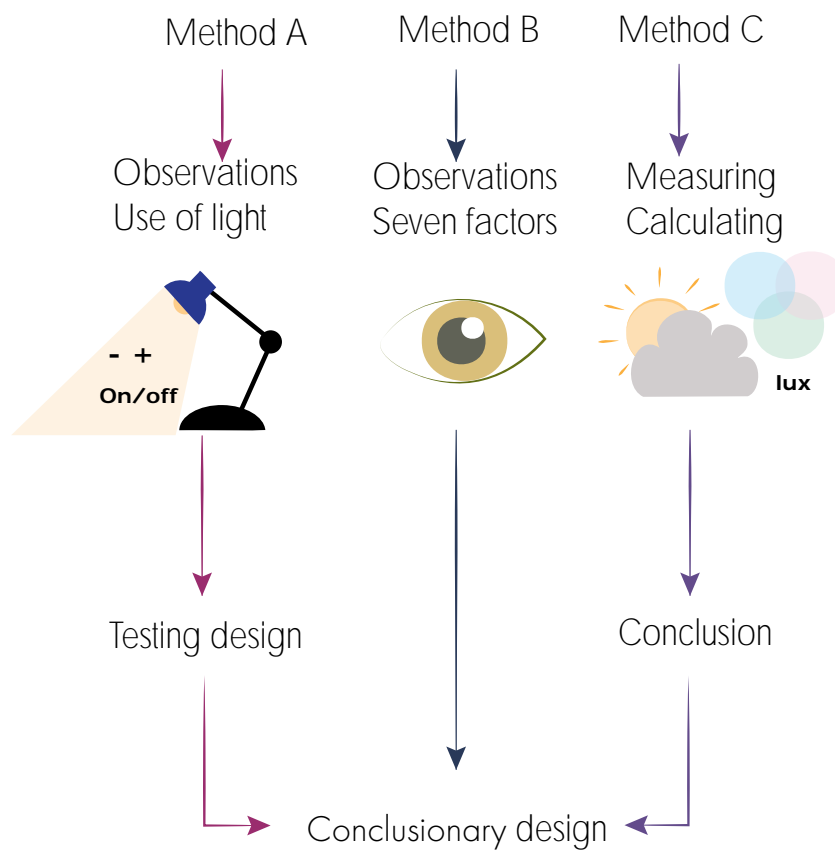 Method A
Method B
Method C
Observations
Use of light
Observations
Seven factors
Measuring
Calculating
- +
On/off
lux
Testing design
Conclusion
Conclusionary design